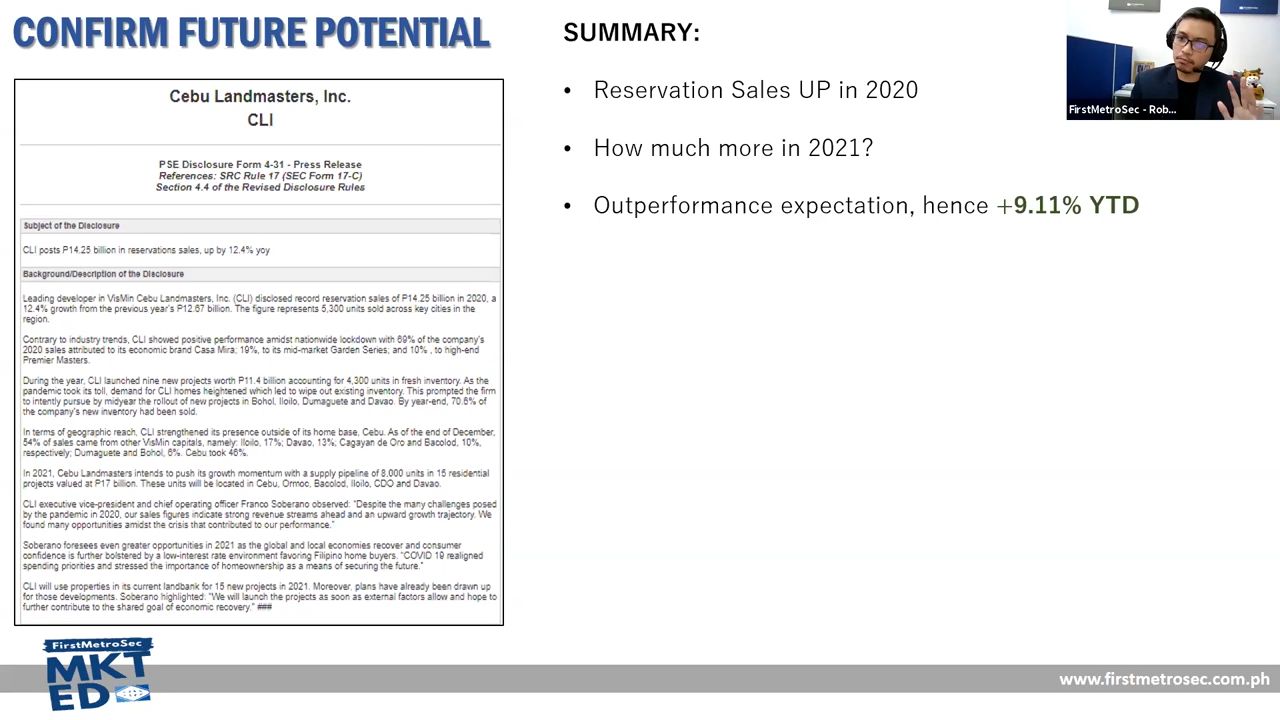 CONFIRM FUTURE POTENTIAL
Cebu Landmasters, Inc.
CLI
PSE Disclosure Form 4-31 - Press Release
References: SRC Rule 17 (SEC Form 17-C)
Section 4.4 of the Revised Disclosure Rules
Subject of the Disclosure
CLI posts P14.25 billion in reservations sales, up by 12.4% yoy
Background/Description of the Disclosure
Leading developer in VisMin Cebu Landmasters, Inc. (CLI) disclosed record reservation sales of P14.25 billion in 2020, a
12.4% growth from the previous year's P12.67 billion. The figure represents 5,300 units sold across key cities in the
region.
Contrary to industry trends, CLI showed positive performance amidst nationwide lockdown with 69% of the company's
2020 sales attributed to its economic brand Casa Mira; 19%, to its mid-market Garden Series; and 10% , to high-end
Premier Masters.
During the year, CLI launched nine new projects worth P11.4 billion accounting for 4,300 units in fresh inventory. As the
pandemic took its toll, demand for CLI homes heightened which led to wipe out existing inventory. This prompted the firm
to intently pursue by midyear the rollout of new projects in Bohol, Iloilo, Dumaguete and Davao. By year-end, 70.6% of
the company's new inventory had been sold.
In terms of geographic reach, CLI strengthened its presence outside of its home base, Cebu. As of the end of December,
54% of sales came from other VisMin capitals, namely: Iloilo, 17%; Davao, 13%, Cagayan de Oro and Bacolod, 10%,
respectively; Dumaguete and Bohol, 6%. Cebu took 46%.
In 2021, Cebu Landmasters intends to push its growth momentum with a supply pipeline of 8,000 units in 15 residential
projects valued at P17 billion. These units will be located in Cebu, Ormoc, Bacolod, Iloilo, CDO and Davao.
CLI executive vice-president and chief operating officer Franco Soberano observed: "Despite the many challenges posed
by the pandemic in 2020, our sales figures indicate strong revenue streams ahead and an upward growth trajectory. We
found many opportunities amidst the crisis that contributed to our performance."
Soberano foresees even greater opportunities in 2021 as the global and local economies recover and consumer
confidence is further bolstered by a low-interest rate environment favoring Filipino home buyers. "COVID 19 realigned
spending priorities and stressed the importance of homeownership as a means of securing the future."
CLI will use properties in its current landbank for 15 new projects in 2021. Moreover, plans have already been drawn up
for those developments. Soberano highlighted: "We will launch the projects as soon as external factors allow and hope to
further contribute to the shared goal of economic recovery." ###
SUMMARY:
• Reservation Sales UP in 2020
• How much more in 2021?
• Outperformance expectation, hence +9.11% YTD
FirstMetroSec - Rob...
FirstMetroSec
MKT
ED
www.firstmetrosec.com.ph